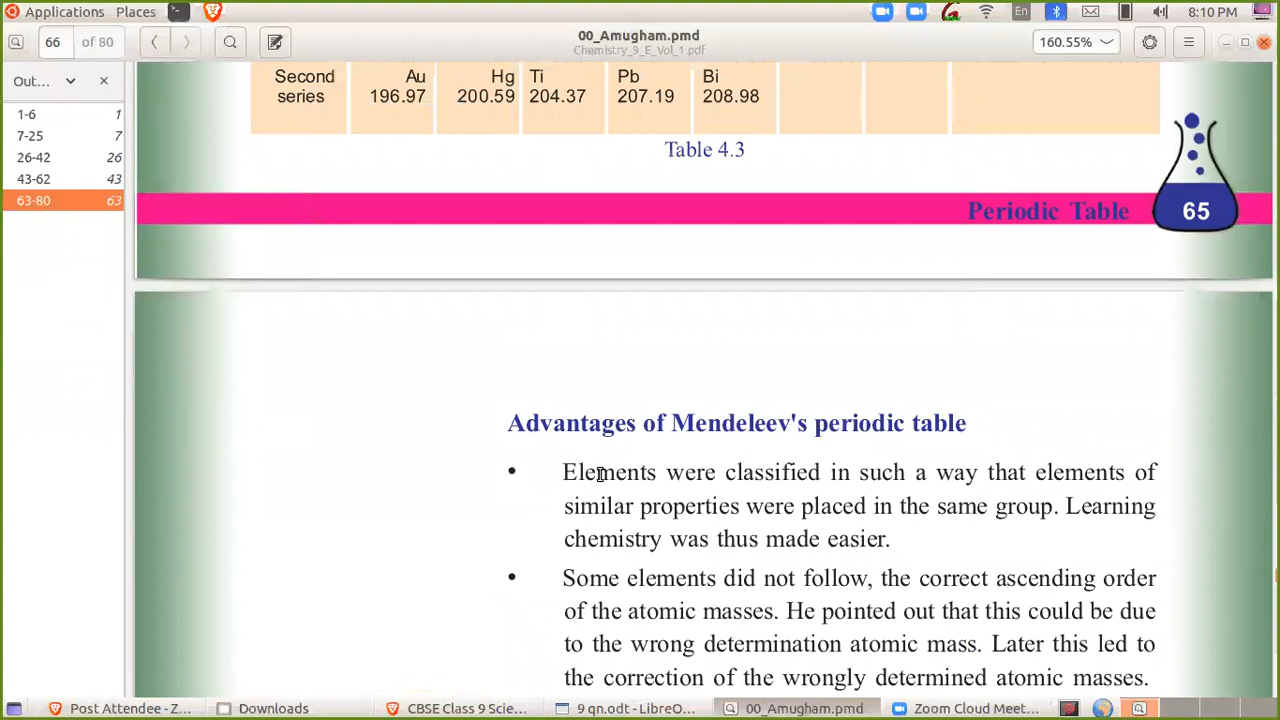 Applications Places En 8:10 PM
66 of 80 00_Amugham.pmd 160.55%
Chemistry_9_E_Vol_1.pdf
Out...
1-6 1
7-25 7
26-42 26
43-62 43
63-80 63
Second Au Hg Ti Pb Bi
series 196.97 200.59 204.37 207.19 208.98
Table 4.3
Periodic Table 65
Advantages of Mendeleev's periodic table
• Elements were classified in such a way that elements of
similar properties were placed in the same group. Learning
chemistry was thus made easier.
• Some elements did not follow, the correct ascending order
of the atomic masses. He pointed out that this could be due
to the wrong determination atomic mass. Later this led to
the correction of the wrongly determined atomic masses.
Post Attendee - Z... Downloads CBSE Class 9 Scie... 9 qn.odt - LibreO... 00_Amugham.pmd Zoom Cloud Meet...